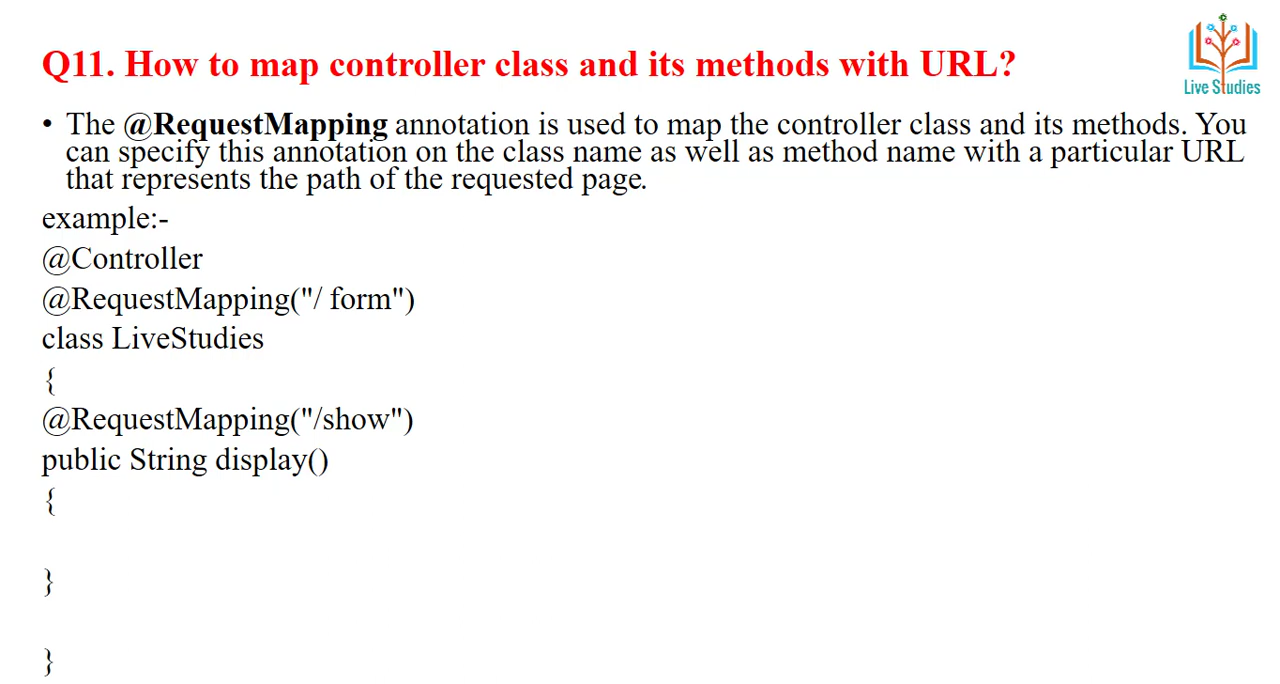 Q11. How to map controller class and its methods with URL?
Live Studies
• The @RequestMapping annotation is used to map the controller class and its methods. You
can specify this annotation on the class name as well as method name with a particular URL
that represents the path of the requested page.
example:-
@Controller
@RequestMapping("/ form")
class LiveStudies
{
@RequestMapping("/show")
public String display()
{
}
}